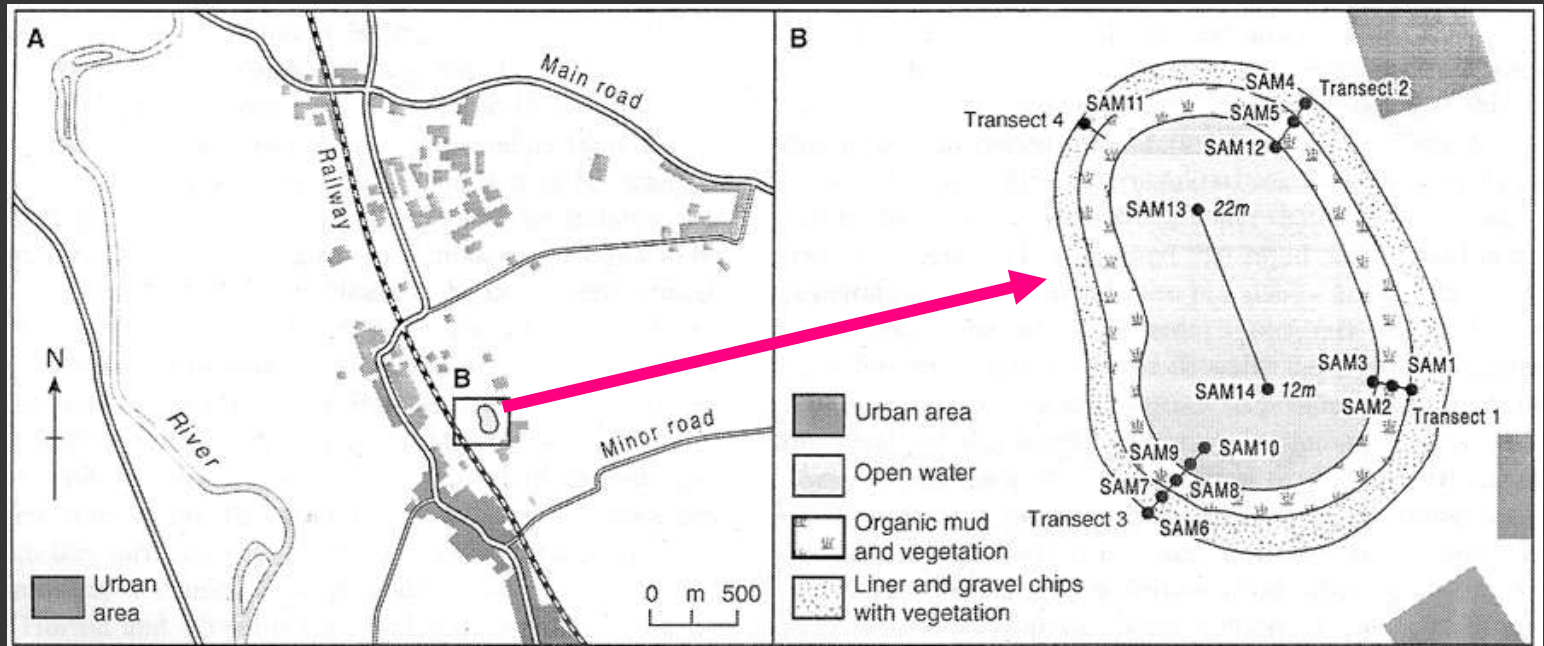 A
Main road
Railway
N
B
River
Minor road
Urban
area
0 m 500
B
SAM4
Transect 2
SAM11
SAM5
Transect 4
SAM12
SAM13
22m
SAM3
SAM1
SAM14
12m
SAM2
Transect 1
Urban area
Open water
Organic mud
and vegetation
Liner and gravel chips
with vegetation
SAM9
SAM10
SAM7
SAM8
Transect 3
SAM6